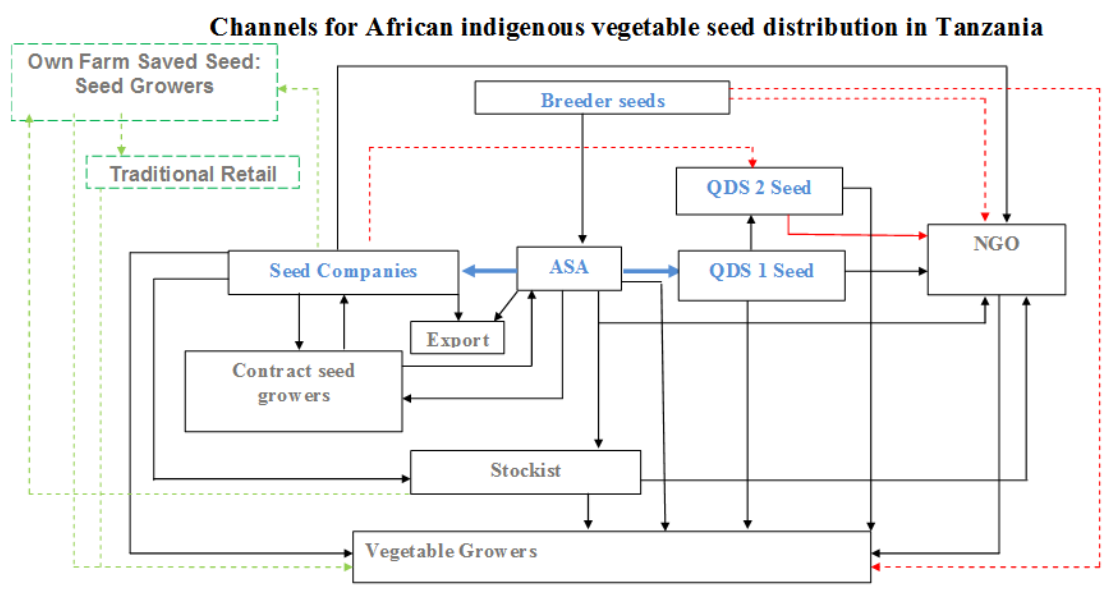 Channels for African indigenous vegetable seed distribution in Tanzania
Own Farm Saved Seed:
Seed Growers
Breeder seeds
Traditional Retail
QDS 2 Seed
NGO
Seed Companies
ASA
QDS 1 Seed
Export
Contract seed
growers
Stockist
Vegetable Growers